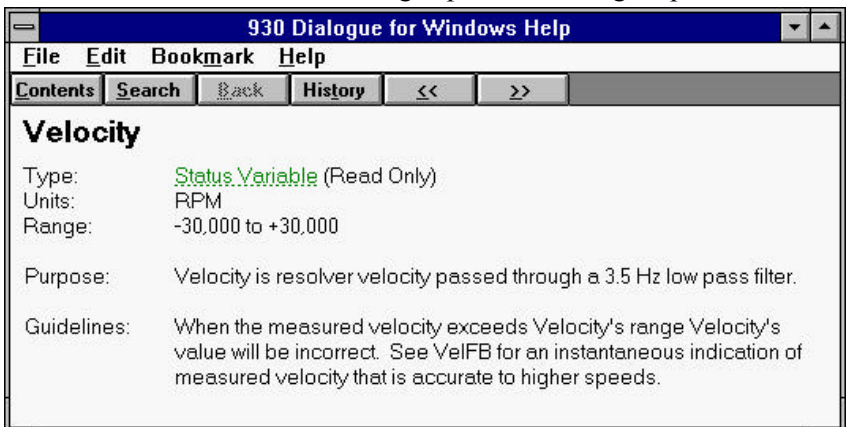 930 Dialogue for Windows Help
File Edit Bookmark Help
Contents Search Back History << >>
Velocity
Type: Status Variable (Read Only)
Units: RPM
Range: -30,000 to +30,000
Purpose: Velocity is resolver velocity passed through a 3.5 Hz low pass filter.
Guidelines: When the measured velocity exceeds Velocity's range Velocity's
value will be incorrect. See VelFB for an instantaneous indication of
measured velocity that is accurate to higher speeds.